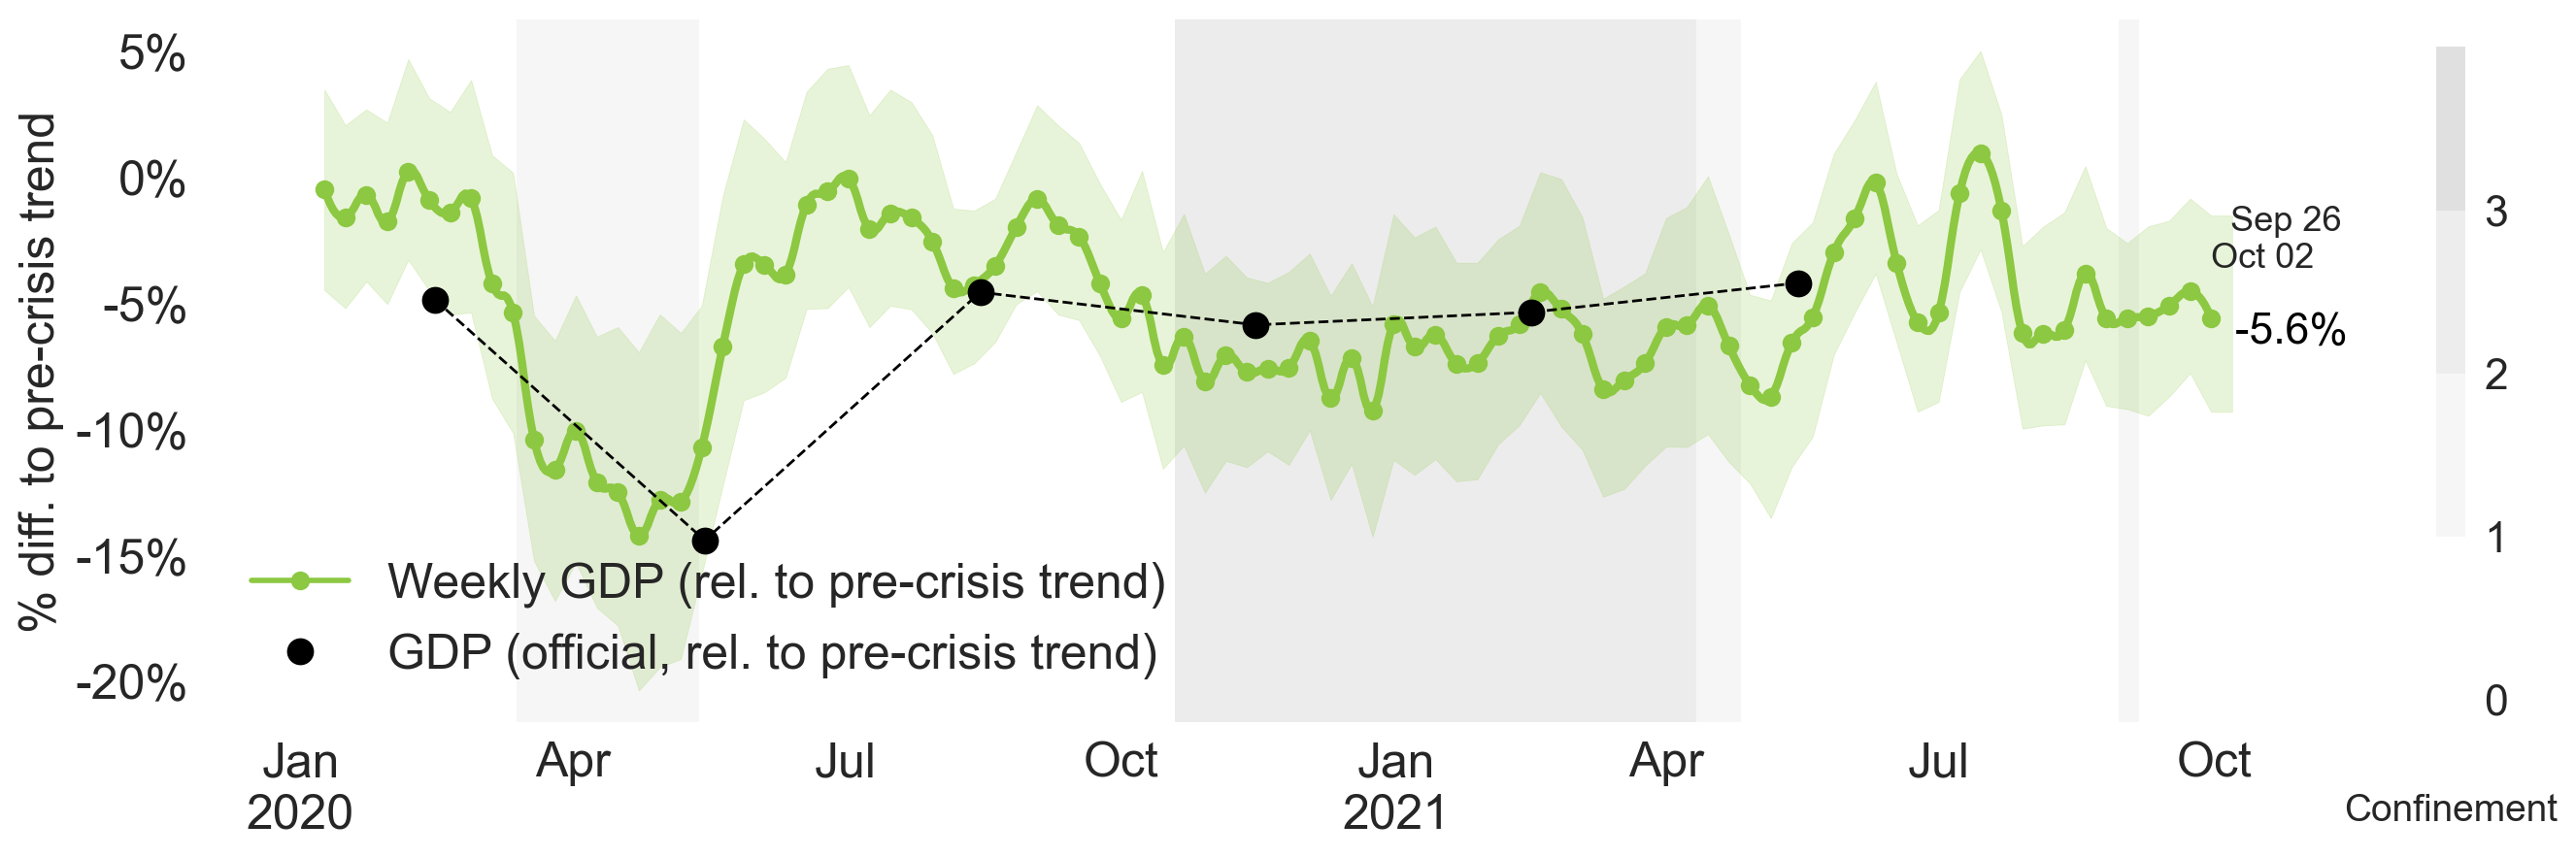 % diff. to pre-crisis trend
5%
0%
-5%
-10%
-15%
-20%
Sep 26
Oct 02
-5.6%
Weekly GDP (rel. to pre-crisis trend)
GDP (official, rel. to pre-crisis trend)
Jan Apr Jul Oct Jan Apr Jul Oct
2020 2021
3
2
1
0
Confinement